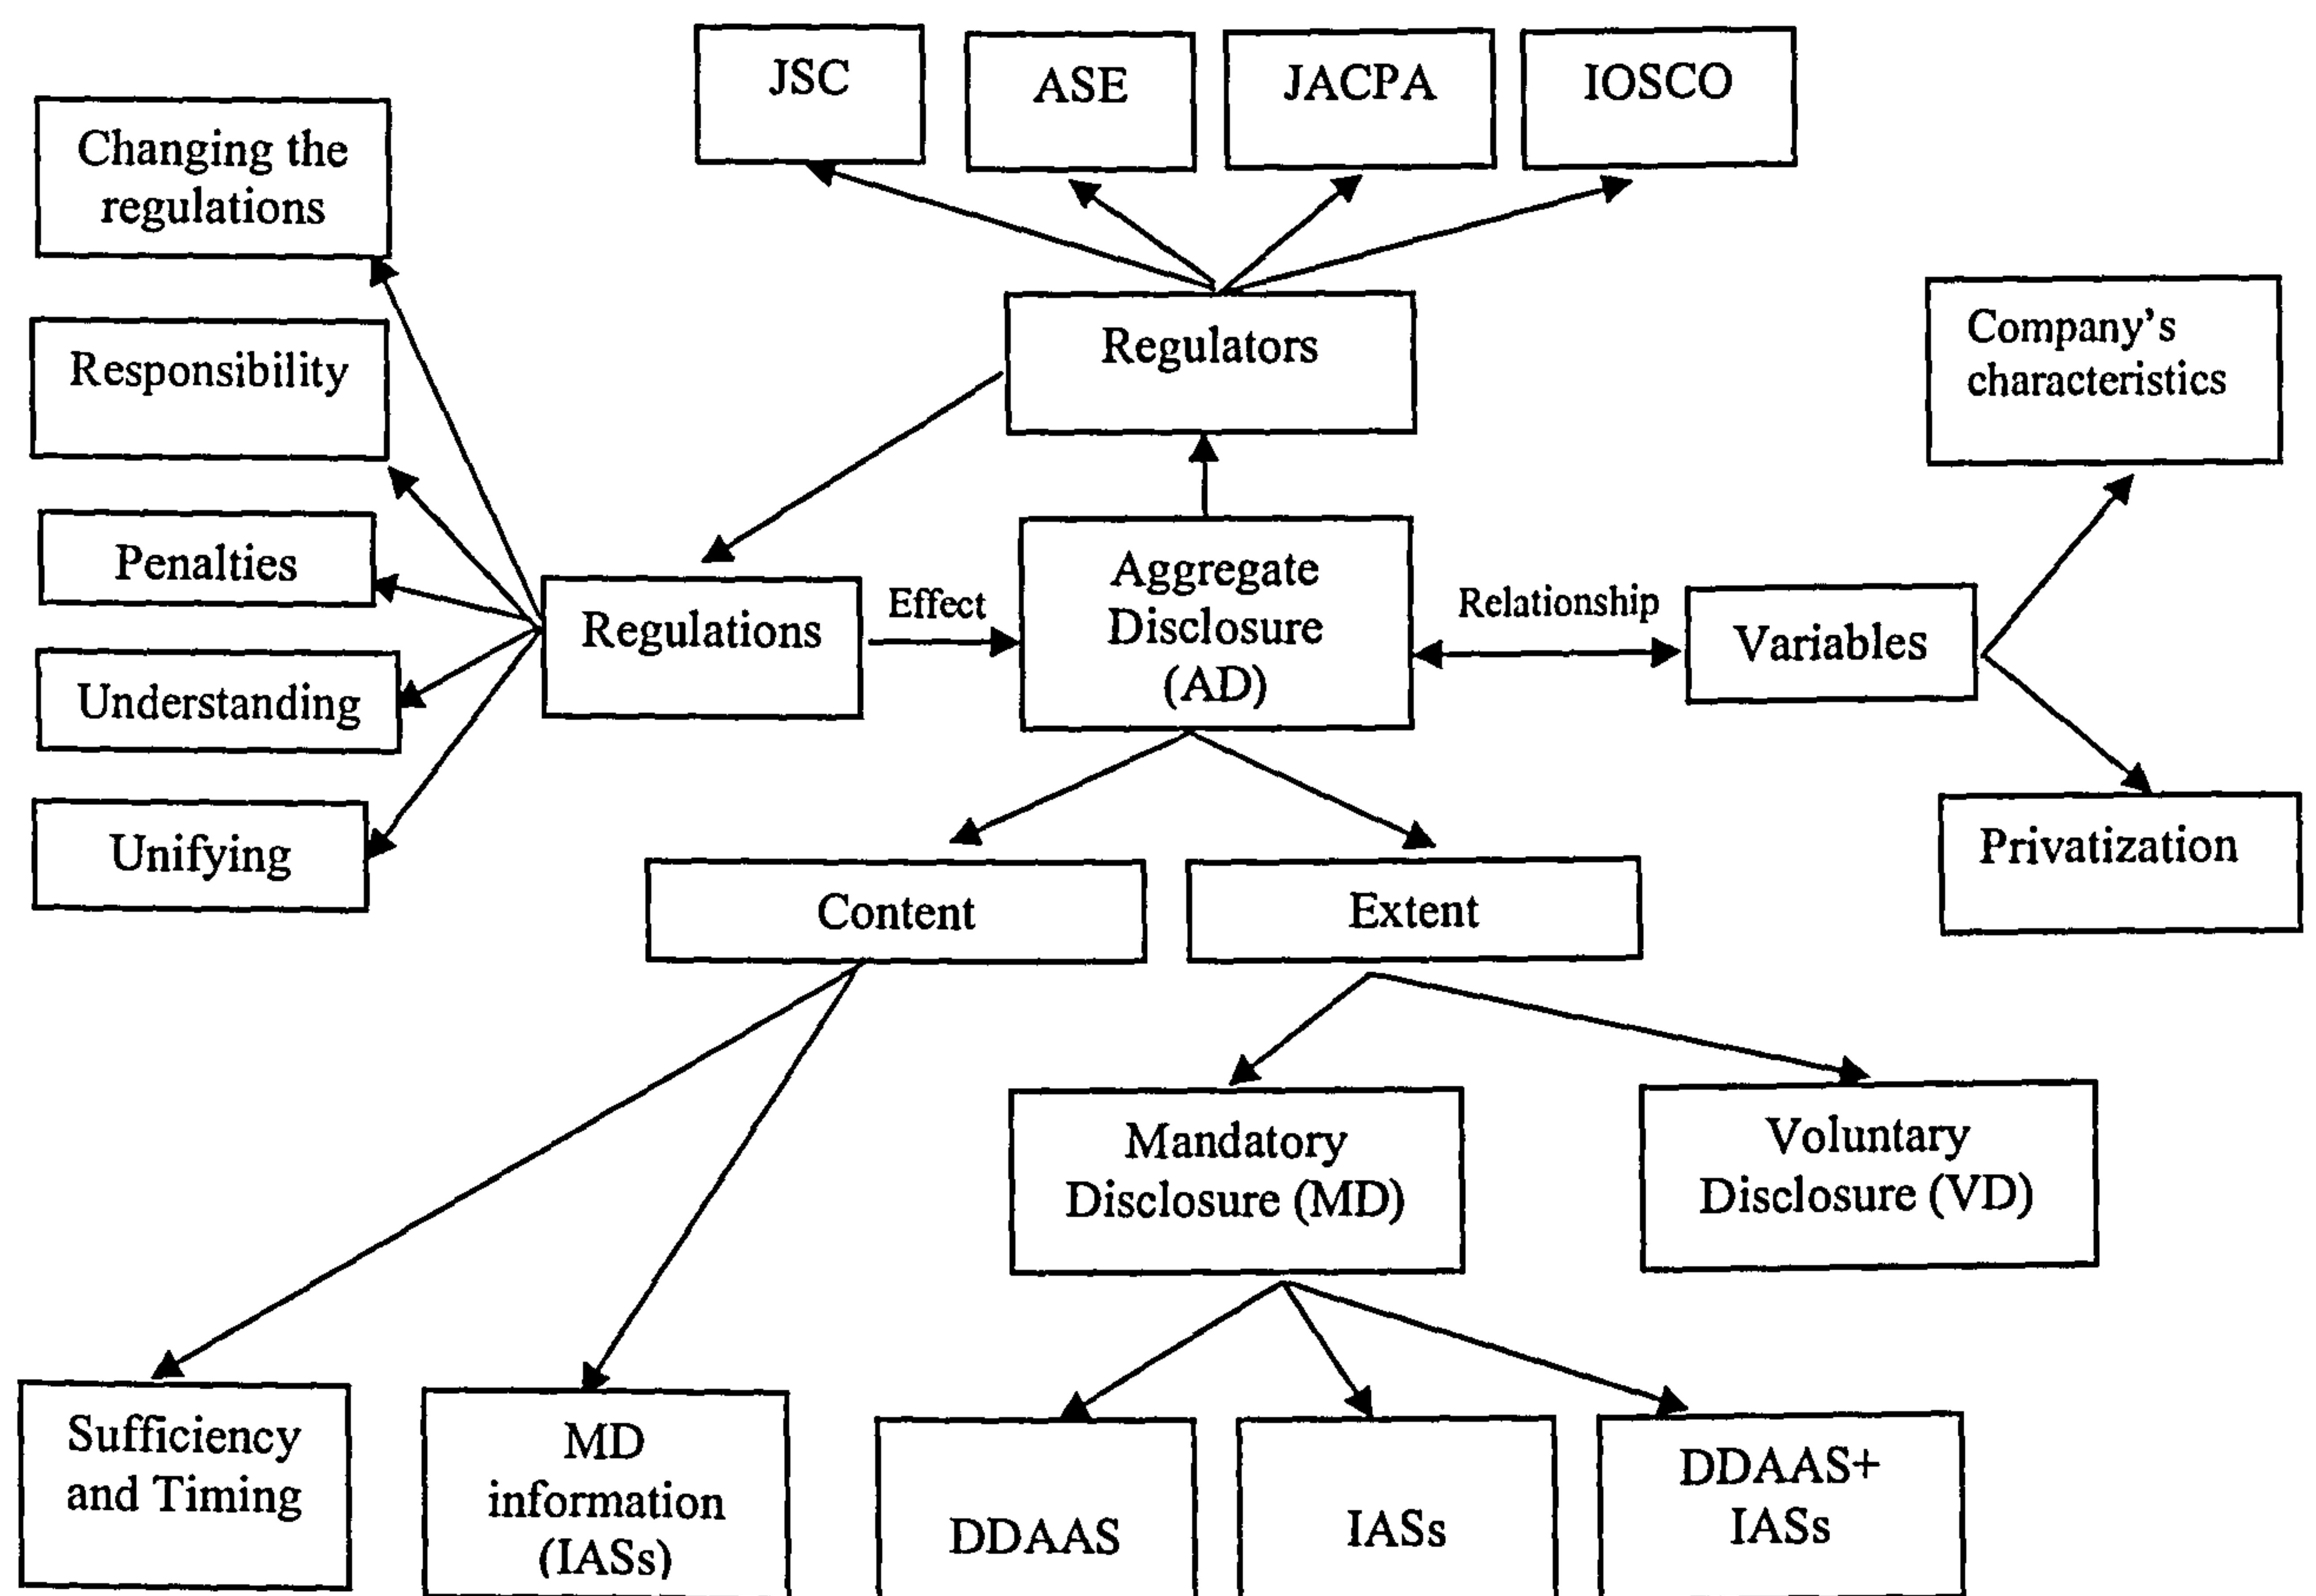 JSC
ASE
JACPA
IOSCO
Changing the
regulations
Responsibility
Penalties
Understanding
Unifying
Regulators
Company's
characteristics
Regulations
Effect
Aggregate
Disclosure
(AD)
Relationship
Variables
Privatization
Content
Extent
Mandatory
Disclosure (MD)
Voluntary
Disclosure (VD)
Sufficiency
and Timing
MD
information
(IASs)
DDAAS
IASs
DDAAS+
IASs